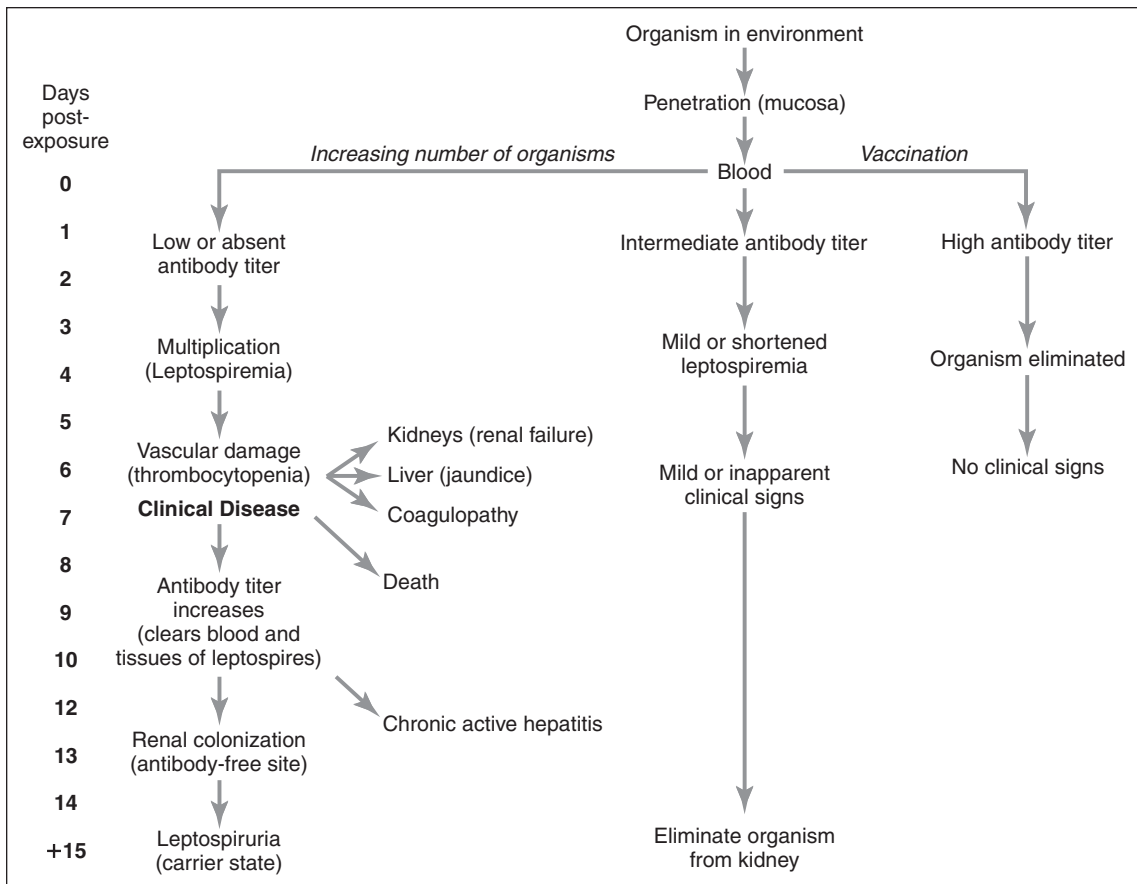 Organism in environment
Penetration (mucosa)
Blood
Increasing number of organisms
Vaccination
Days
post-
exposure
0
1
2
3
4
5
6
7
8
9
10
12
13
14
+15
Low or absent
antibody titer
Multiplication
(Leptospiremia)
Vascular damage
(thrombocytopenia)
Clinical Disease
Kidneys (renal failure)
Liver (jaundice)
Coagulopathy
Death
Antibody titer
increases
(clears blood and
tissues of leptospires)
Chronic active hepatitis
Renal colonization
(antibody-free site)
Leptospiruria
(carrier state)
Intermediate antibody titer
Mild or shortened
leptospiremia
Mild or inapparent
clinical signs
Eliminate organism
from kidney
High antibody titer
Organism eliminated
No clinical signs